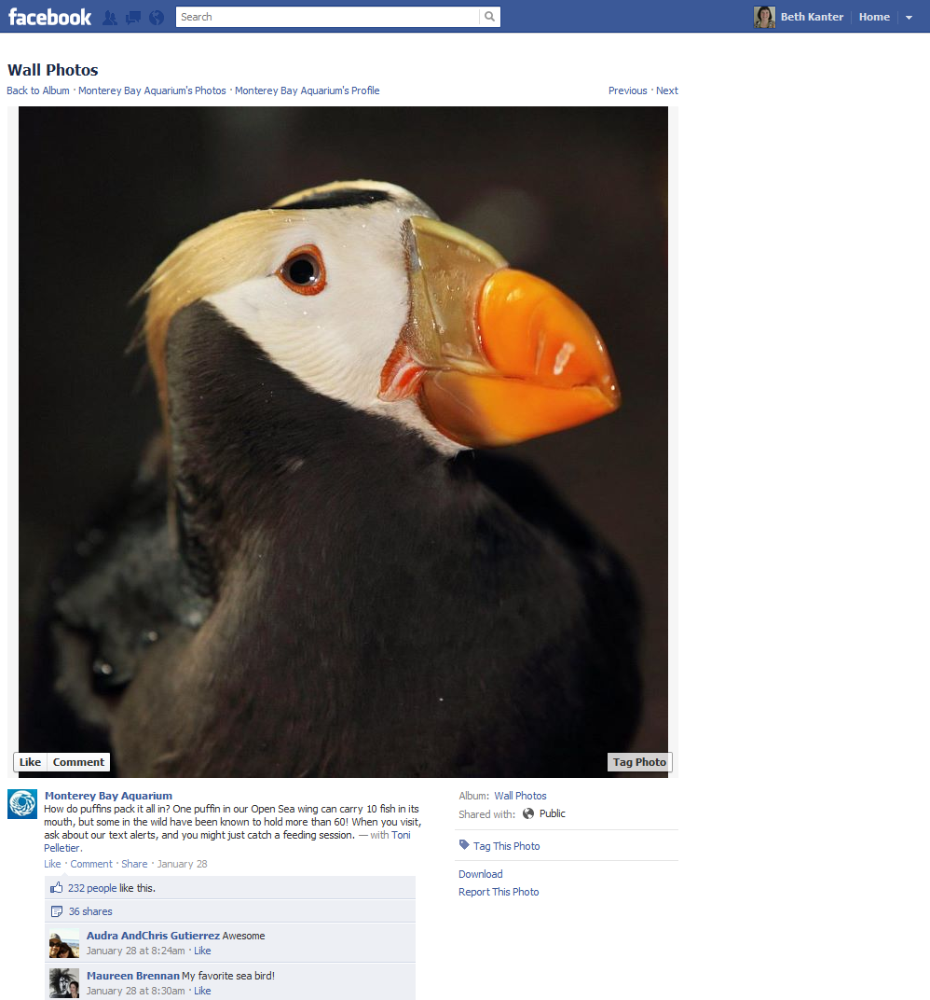 facebook
Search
Beth Kanter
Home
Wall Photos
Back to Album · Monterey Bay Aquarium's Photos · Monterey Bay Aquarium's Profile
Previous · Next
Like Comment
Tag Photo
Monterey Bay Aquarium
How do puffins pack it all in? One puffin in our Open Sea wing can carry 10 fish in its
mouth, but some in the wild have been known to hold more than 60! When you visit,
ask about our text alerts, and you might just catch a feeding session. — with Toni
Pelletier.
Like · Comment · Share · January 28
232 people like this.
36 shares
Audra AndChris Gutierrez Awesome
January 28 at 8:24am · Like
Maureen Brennan My favorite sea bird!
January 28 at 8:30am · Like
Album: Wall Photos
Shared with: Public
Tag This Photo
Download
Report This Photo